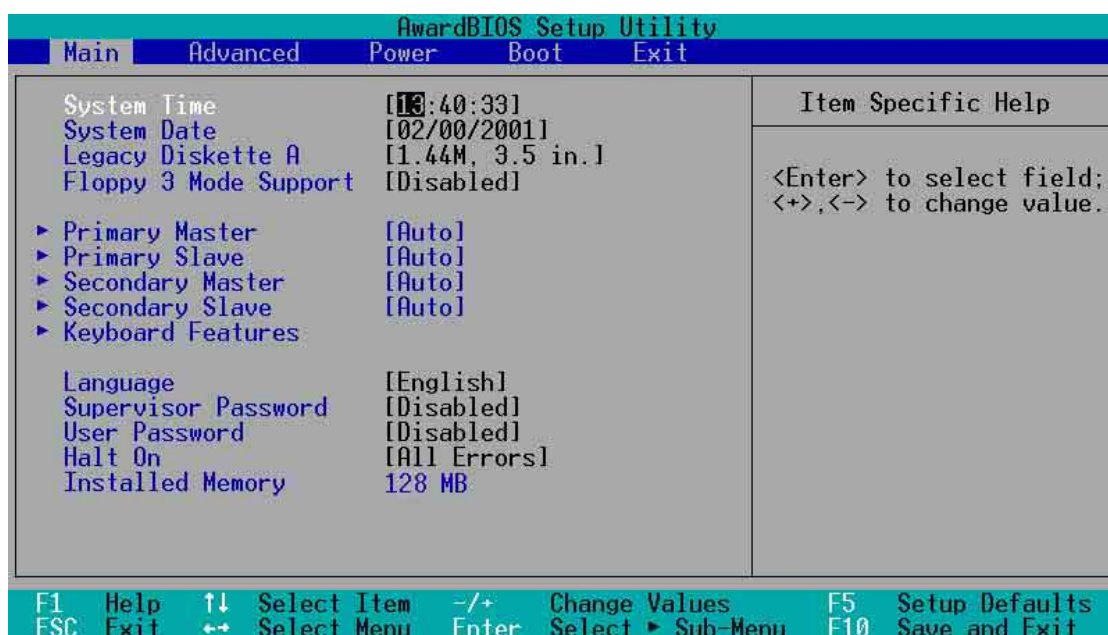 AwardBIOS Setup Utility
Main Advanced Power Boot Exit
System Time [13:40:33]
System Date [02/00/2001]
Legacy Diskette A [1.44M, 3.5 in.]
Floppy 3 Mode Support [Disabled]
▶ Primary Master [Auto]
▶ Primary Slave [Auto]
▶ Secondary Master [Auto]
▶ Secondary Slave [Auto]
▶ Keyboard Features
Language [English]
Supervisor Password [Disabled]
User Password [Disabled]
Halt On [All Errors]
Installed Memory 128 MB
Item Specific Help
<Enter> to select field;
<+>,<-> to change value.
F1 Help ↑↓ Select Item -/+ Change Values F5 Setup Defaults
ESC Exit ←→ Select Menu Enter Select ▶ Sub-Menu F10 Save and Exit